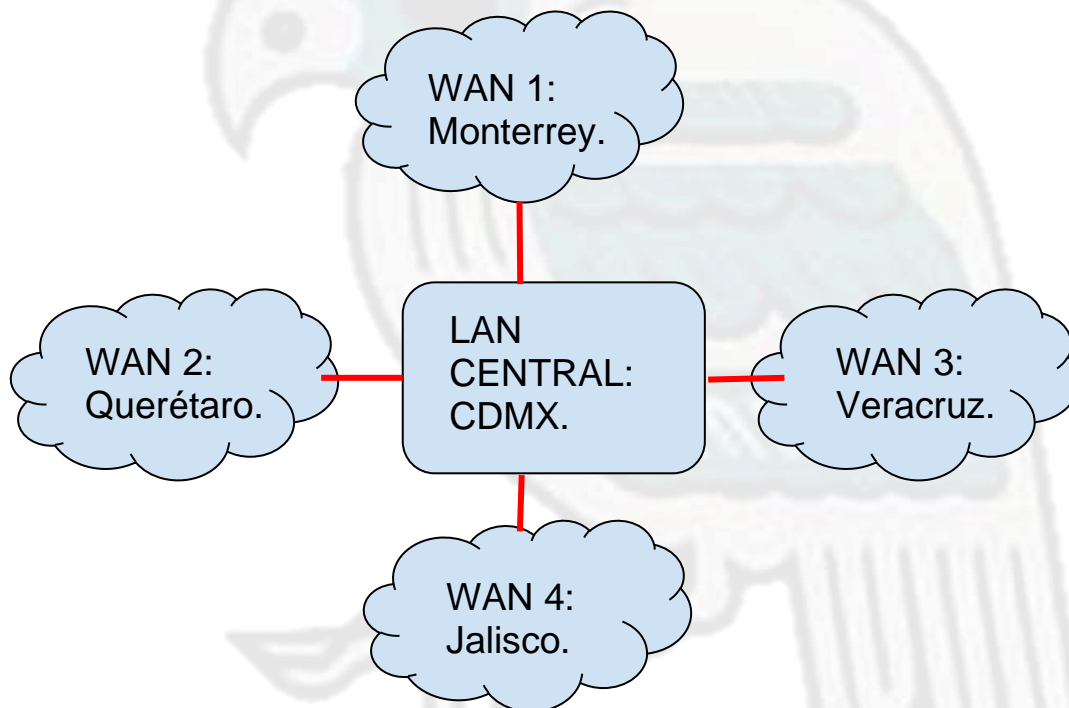 WAN 1:
Monterrey.
WAN 2:
Querétaro.
LAN
CENTRAL:
CDMX.
WAN 3:
Veracruz.
WAN 4:
Jalisco.